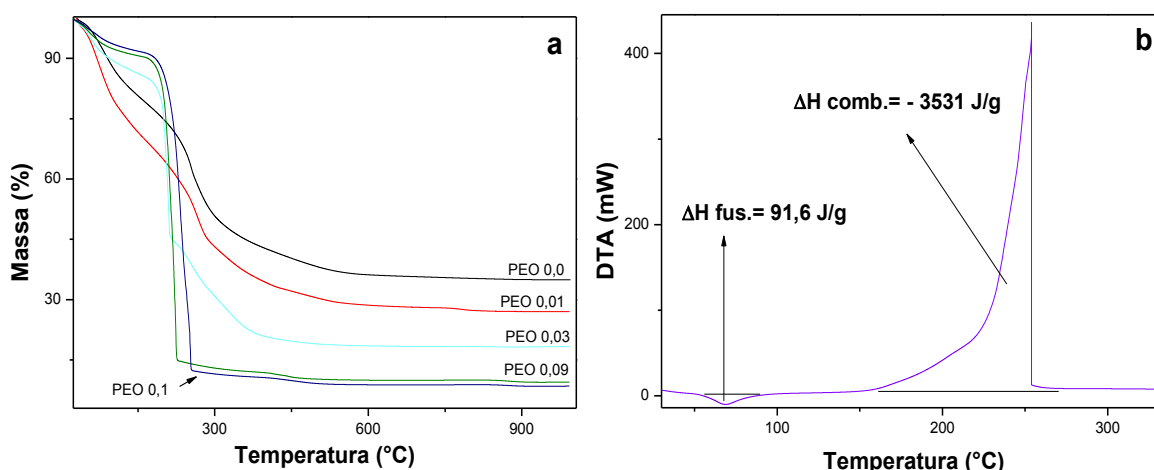 a
Massa (%)
90
60
30
PEO 0,0
PEO 0,01
PEO 0,03
PEO 0,09
PEO 0,1
300
600
900
Temperatura (°C)
b
DTA (mW)
400
200
0
ΔH comb.= - 3531 J/g
ΔH fus.= 91,6 J/g
100
200
300
Temperatura (°C)